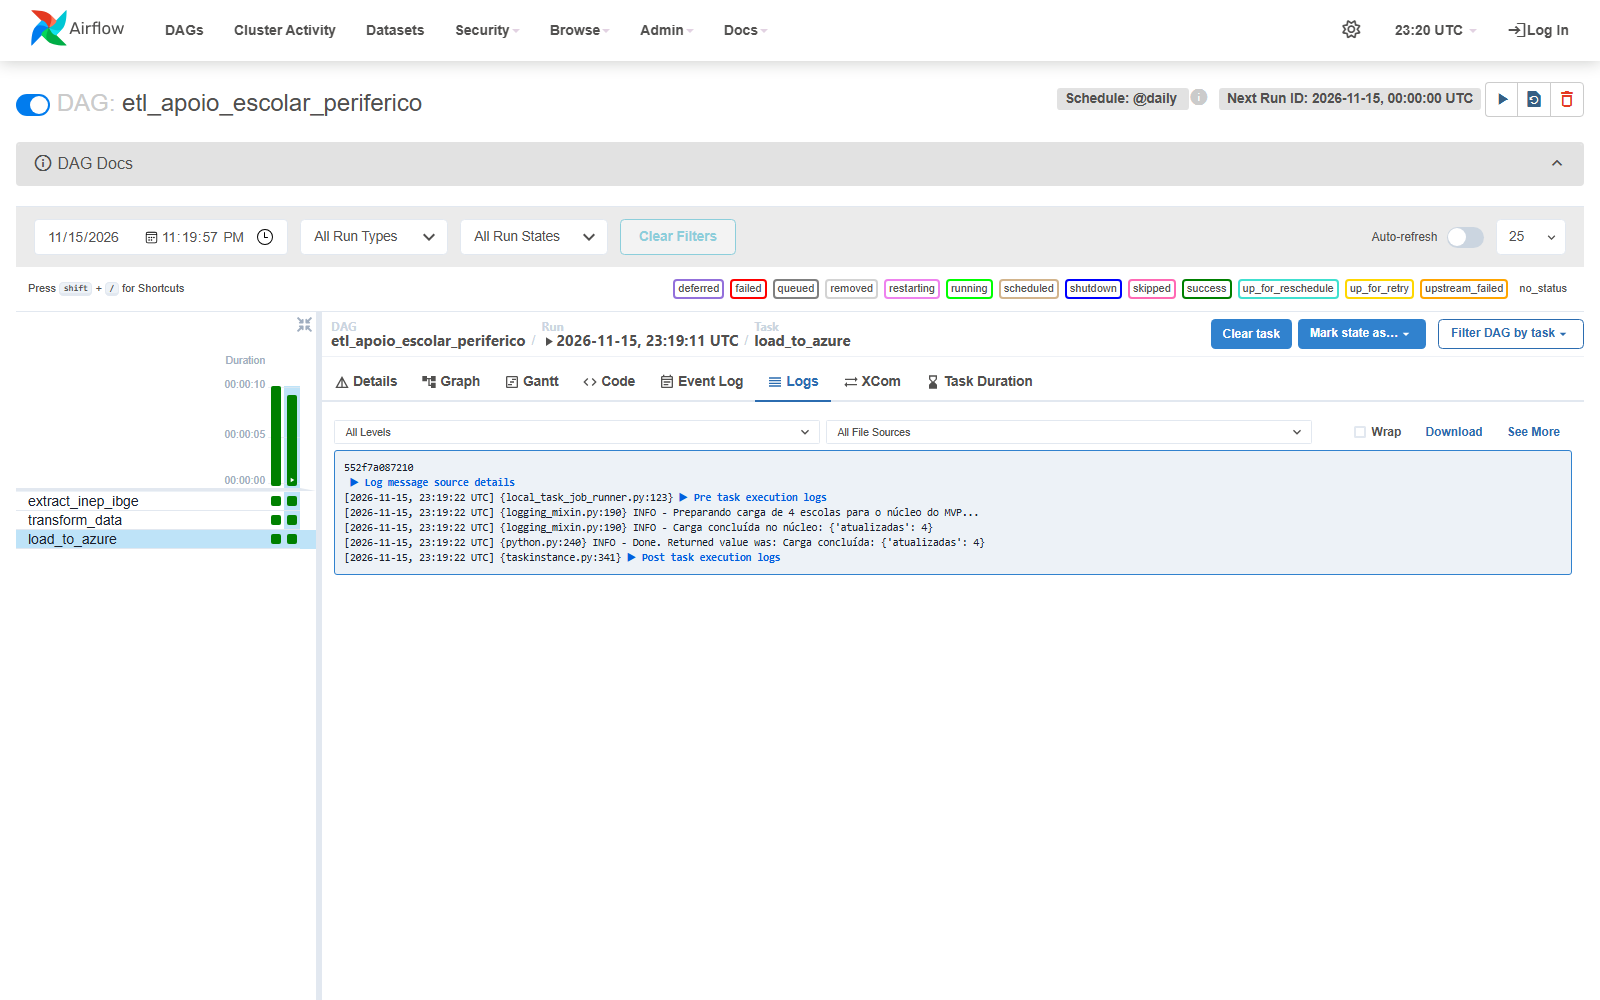 Airflow DAGs Cluster Activity Datasets Security Browse Admin Docs 23:20 UTC Log In
DAG: etl_apoio_escolar_periferico Schedule: @daily Next Run ID: 2026-11-15, 00:00:00 UTC
DAG Docs
11/15/2026 11:19:57 PM All Run Types All Run States Clear Filters Auto-refresh 25
Press shift + / for Shortcuts deferred failed queued removed restarting running scheduled shutdown skipped success up_for_reschedule up_for_retry upstream_failed no_status
DAG Run Task
etl_apoio_escolar_periferico / 2026-11-15, 23:19:11 UTC / load_to_azure Clear task Mark state as... Filter DAG by task
Duration
00:00:10
00:00:05
00:00:00
extract_inep_ibge
transform_data
load_to_azure
Details Graph Gantt Code Event Log Logs XCom Task Duration
All Levels All File Sources Wrap Download See More
552f7a087210
▶ Log message source details
[2026-11-15, 23:19:22 UTC] {local_task_job_runner.py:123} ▶ Pre task execution logs
[2026-11-15, 23:19:22 UTC] {logging_mixin.py:190} INFO - Preparando carga de 4 escolas para o núcleo do MVP...
[2026-11-15, 23:19:22 UTC] {logging_mixin.py:190} INFO - Carga concluída no núcleo: {'atualizadas': 4}
[2026-11-15, 23:19:22 UTC] {python.py:240} INFO - Done. Returned value was: Carga concluída: {'atualizadas': 4}
[2026-11-15, 23:19:22 UTC] {taskinstance.py:341} ▶ Post task execution logs